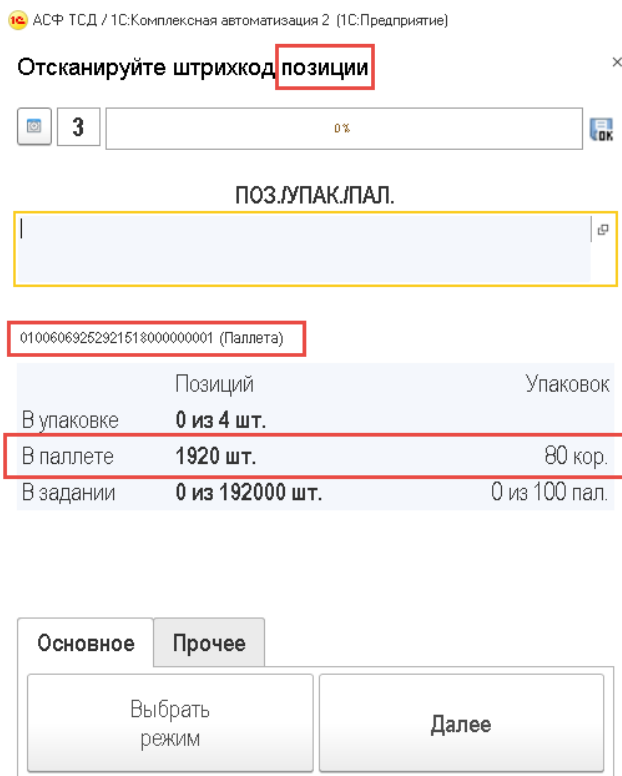 АСФ ТСД / 1С:Комплексная автоматизация 2 (1С:Предприятие)
Отсканируйте штрихкод позиции
3 0 % OK
ПОЗ./УПАК./ПАЛ.
01006069252921518000000001 (Паллета)
Позиций Упаковок
В упаковке 0 из 4 шт.
В паллете 1920 шт. 80 кор.
В задании 0 из 192000 шт. 0 из 100 пал.
Основное Прочее
Выбрать
режим
Далее